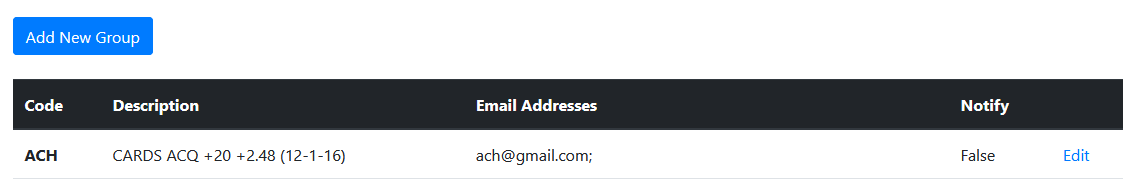 Add New Group
Code Description Email Addresses Notify
ACH CARDS ACQ +20 +2.48 (12-1-16) ach@gmail.com; False Edit